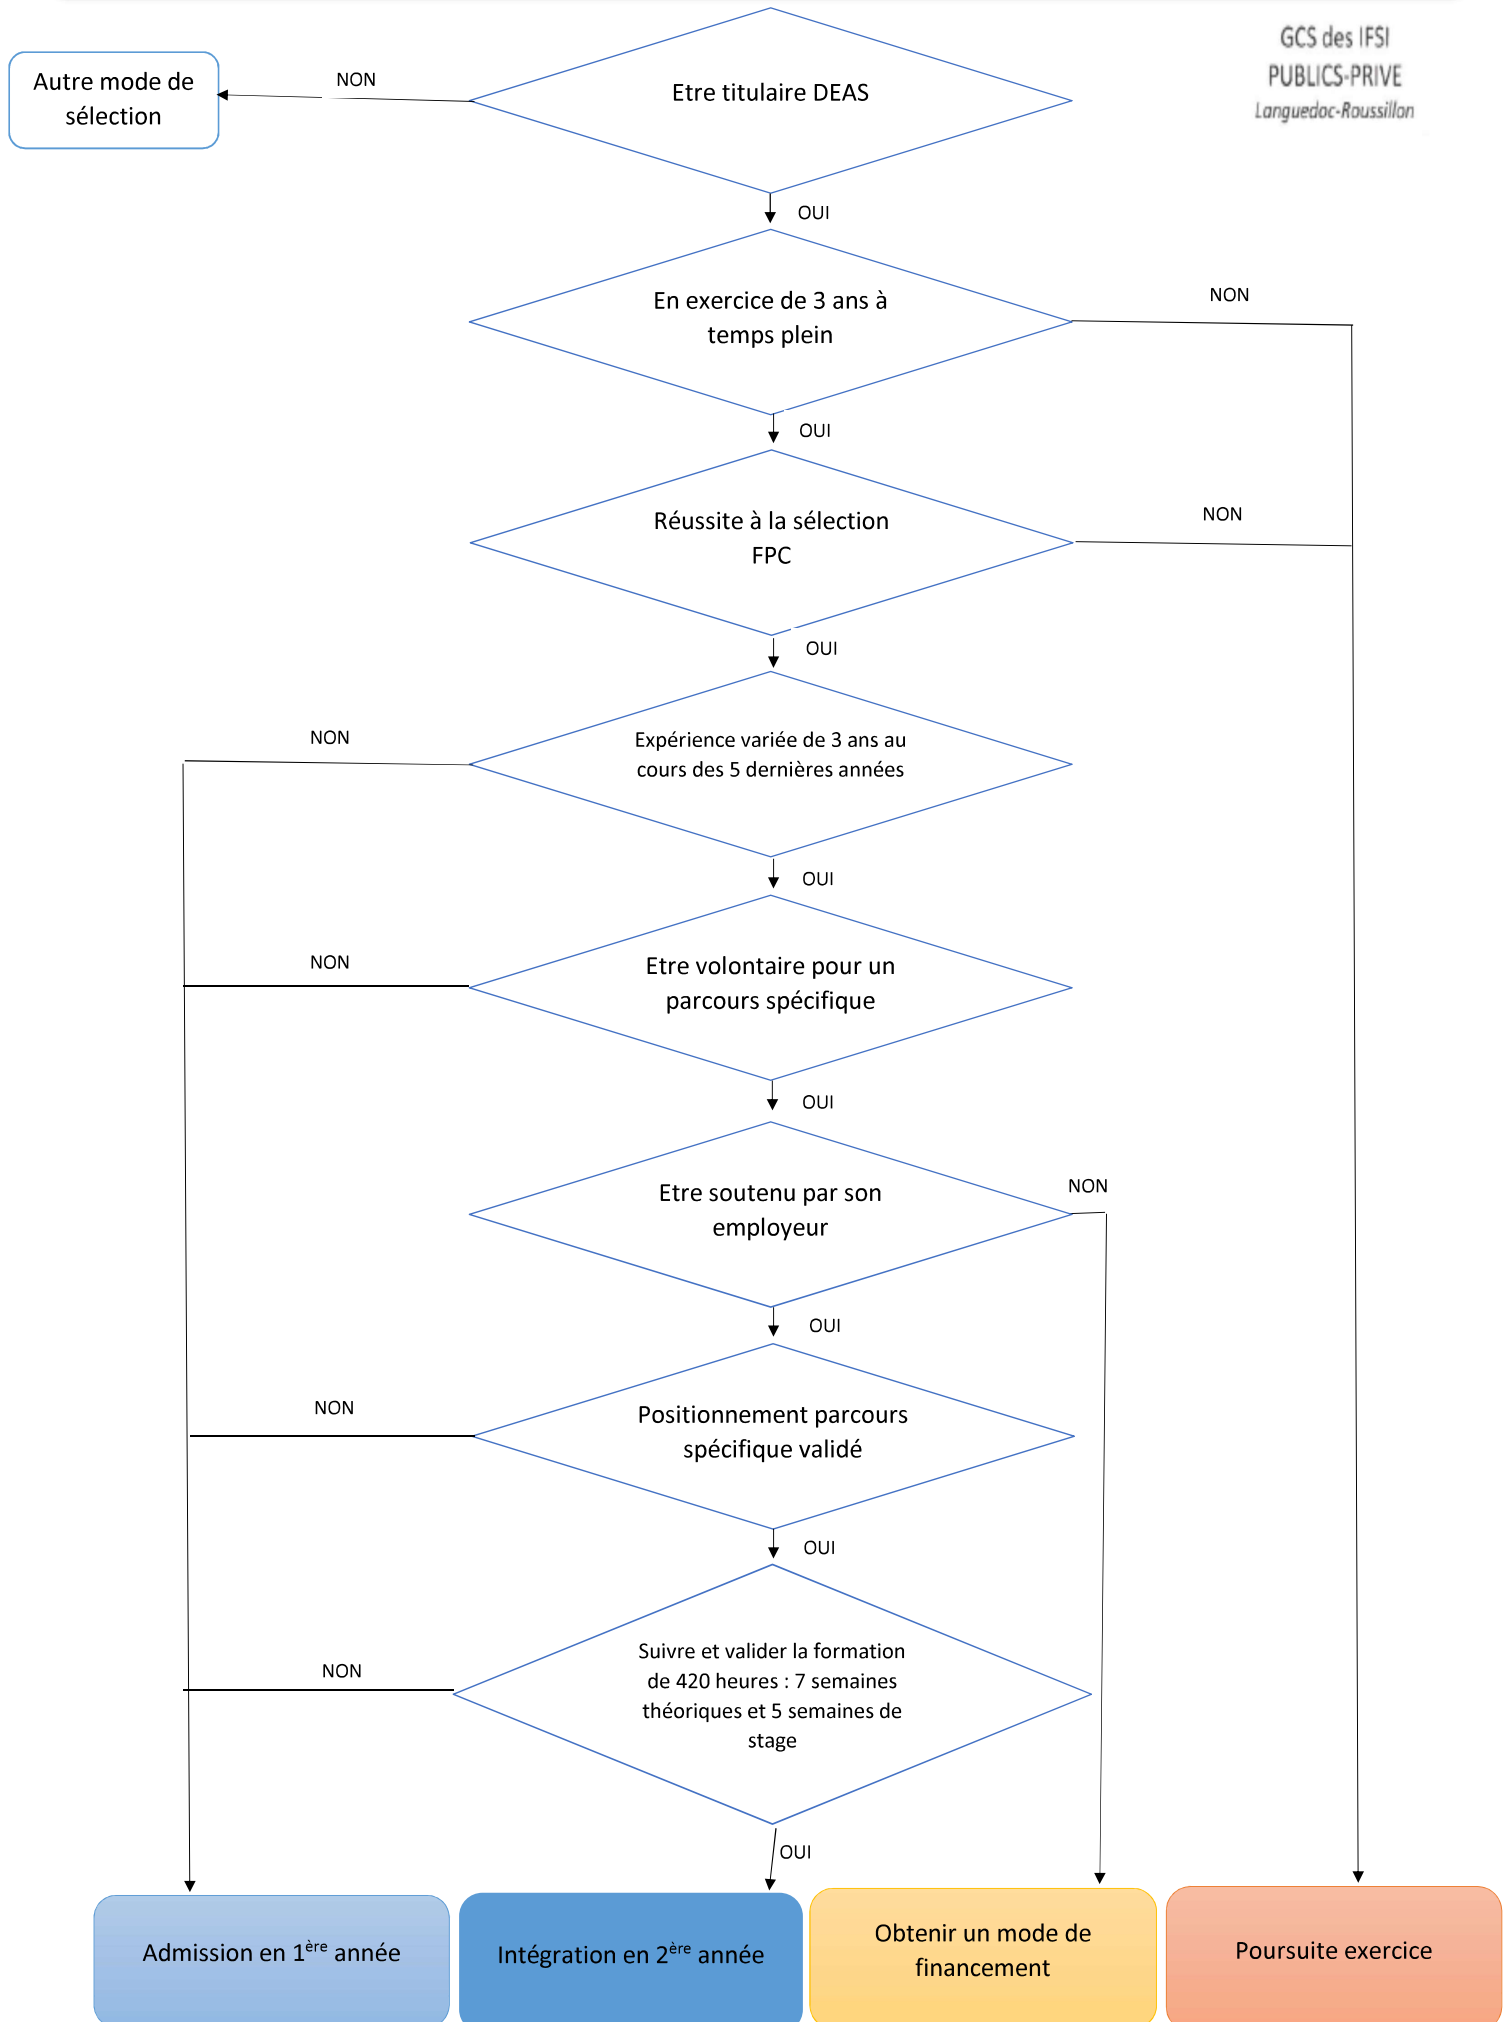 GCS des IFSI
PUBLICS-PRIVE
Languedoc-Roussillon
Autre mode de
sélection
NON
Etre titulaire DEAS
OUI
En exercice de 3 ans à
temps plein
NON
OUI
Réussite à la sélection
FPC
NON
OUI
NON
Expérience variée de 3 ans au
cours des 5 dernières années
OUI
NON
Etre volontaire pour un
parcours spécifique
OUI
Etre soutenu par son
employeur
NON
OUI
NON
Positionnement parcours
spécifique validé
OUI
NON
Suivre et valider la formation
de 420 heures : 7 semaines
théoriques et 5 semaines de
stage
OUI
Admission en 1ère année
Intégration en 2ère année
Obtenir un mode de
financement
Poursuite exercice